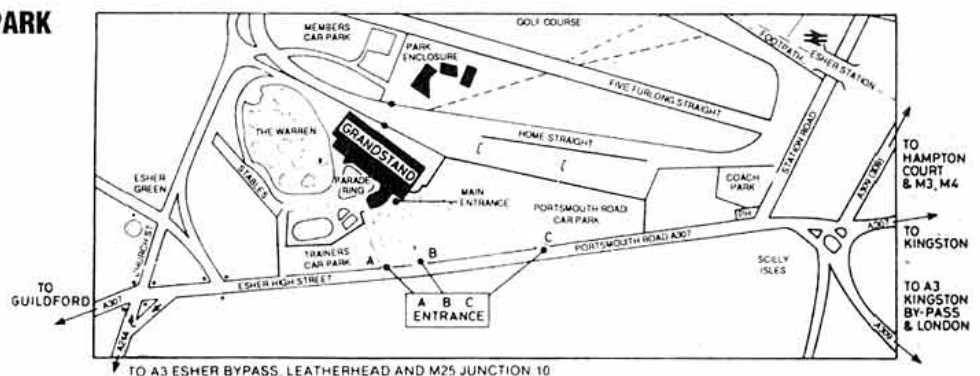 PARK
MEMBERS
CAR PARK
PARK
ENCLOSURE
GOLF COURSE
FOOTPATH
ESHER STATION
FIVE FURLONG STRAIGHT
HOME STRAIGHT
STATION ROAD
THE WARREN
GRANDSTAND
STABLES
PARADE
RING
MAIN
ENTRANCE
COACH
PARK
PORTSMOUTH ROAD
CAR PARK
ESHER
GREEN
CHURCH ST
TRAINERS
CAR PARK
A
B
C
PORTSMOUTH ROAD A307
ESHER HIGH STREET
A B C
ENTRANCE
SCILLY
ISLES
TO
GUILDFORD
A307
A244
A309
TO
HAMPTON
COURT
& M3, M4
A307
TO
KINGSTON
TO A3
KINGSTON
BY-PASS
& LONDON
A309
TO A3 ESHER BYPASS, LEATHERHEAD AND M25 JUNCTION 10